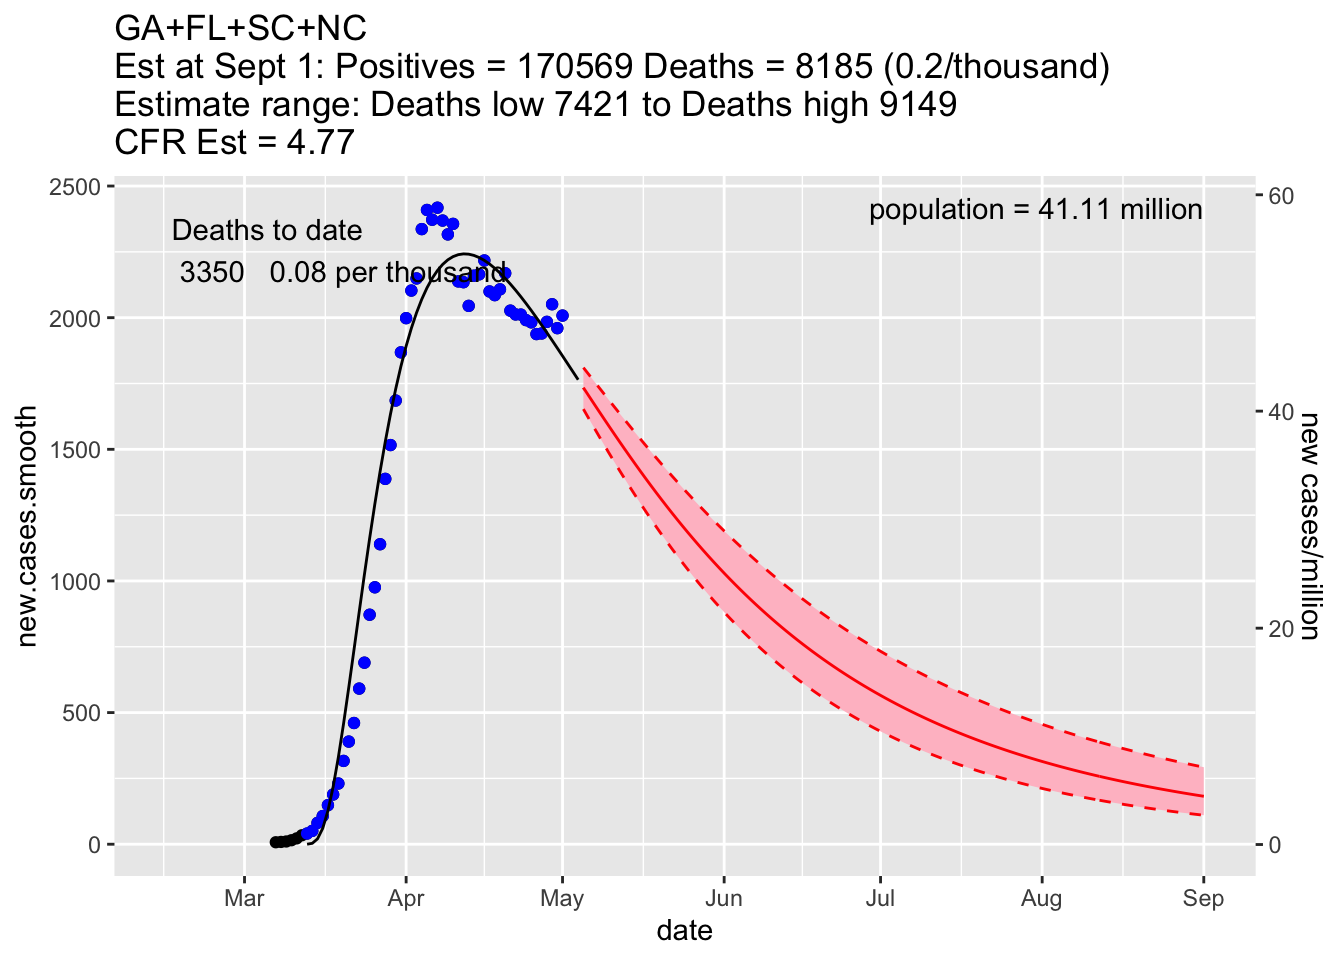 GA+FL+SC+NC
Est at Sept 1: Positives = 170569 Deaths = 8185 (0.2/thousand)
Estimate range: Deaths low 7421 to Deaths high 9149
CFR Est = 4.77
Deaths to date
3350   0.08 per thousand
population = 41.11 million
2500
2000
1500
1000
500
0
new.cases.smooth
60
40
20
0
new cases/million
Mar Apr May Jun Jul Aug Sep
date